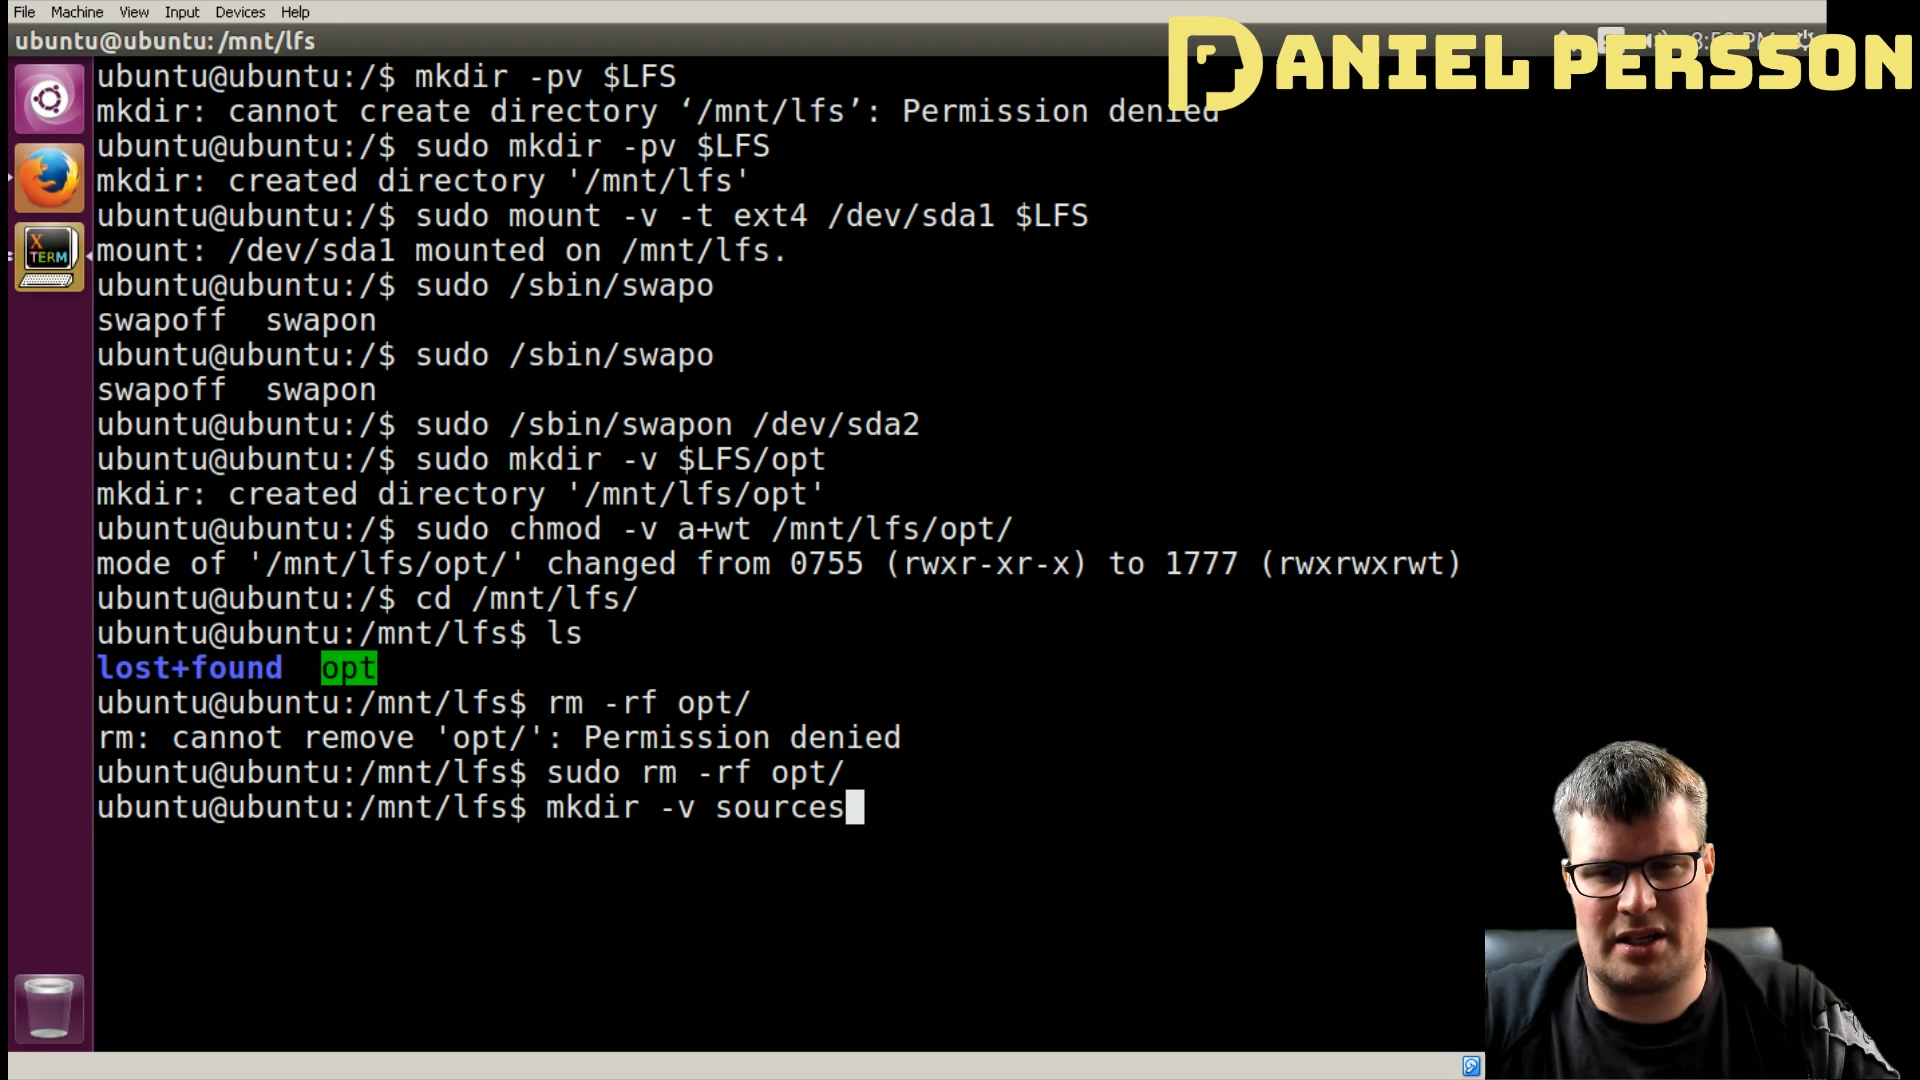 File Machine View Input Devices Help
ubuntu@ubuntu: /mnt/lfs
DANIEL PERSSON
ubuntu@ubuntu:/$ mkdir -pv $LFS
mkdir: cannot create directory ‘/mnt/lfs’: Permission denied
ubuntu@ubuntu:/$ sudo mkdir -pv $LFS
mkdir: created directory '/mnt/lfs'
ubuntu@ubuntu:/$ sudo mount -v -t ext4 /dev/sda1 $LFS
mount: /dev/sda1 mounted on /mnt/lfs.
ubuntu@ubuntu:/$ sudo /sbin/swapo
swapoff  swapon
ubuntu@ubuntu:/$ sudo /sbin/swapo
swapoff  swapon
ubuntu@ubuntu:/$ sudo /sbin/swapon /dev/sda2
ubuntu@ubuntu:/$ sudo mkdir -v $LFS/opt
mkdir: created directory '/mnt/lfs/opt'
ubuntu@ubuntu:/$ sudo chmod -v a+wt /mnt/lfs/opt/
mode of '/mnt/lfs/opt/' changed from 0755 (rwxr-xr-x) to 1777 (rwxrwxrwt)
ubuntu@ubuntu:/$ cd /mnt/lfs/
ubuntu@ubuntu:/mnt/lfs$ ls
lost+found  opt
ubuntu@ubuntu:/mnt/lfs$ rm -rf opt/
rm: cannot remove 'opt/': Permission denied
ubuntu@ubuntu:/mnt/lfs$ sudo rm -rf opt/
ubuntu@ubuntu:/mnt/lfs$ mkdir -v sources
X
TERM